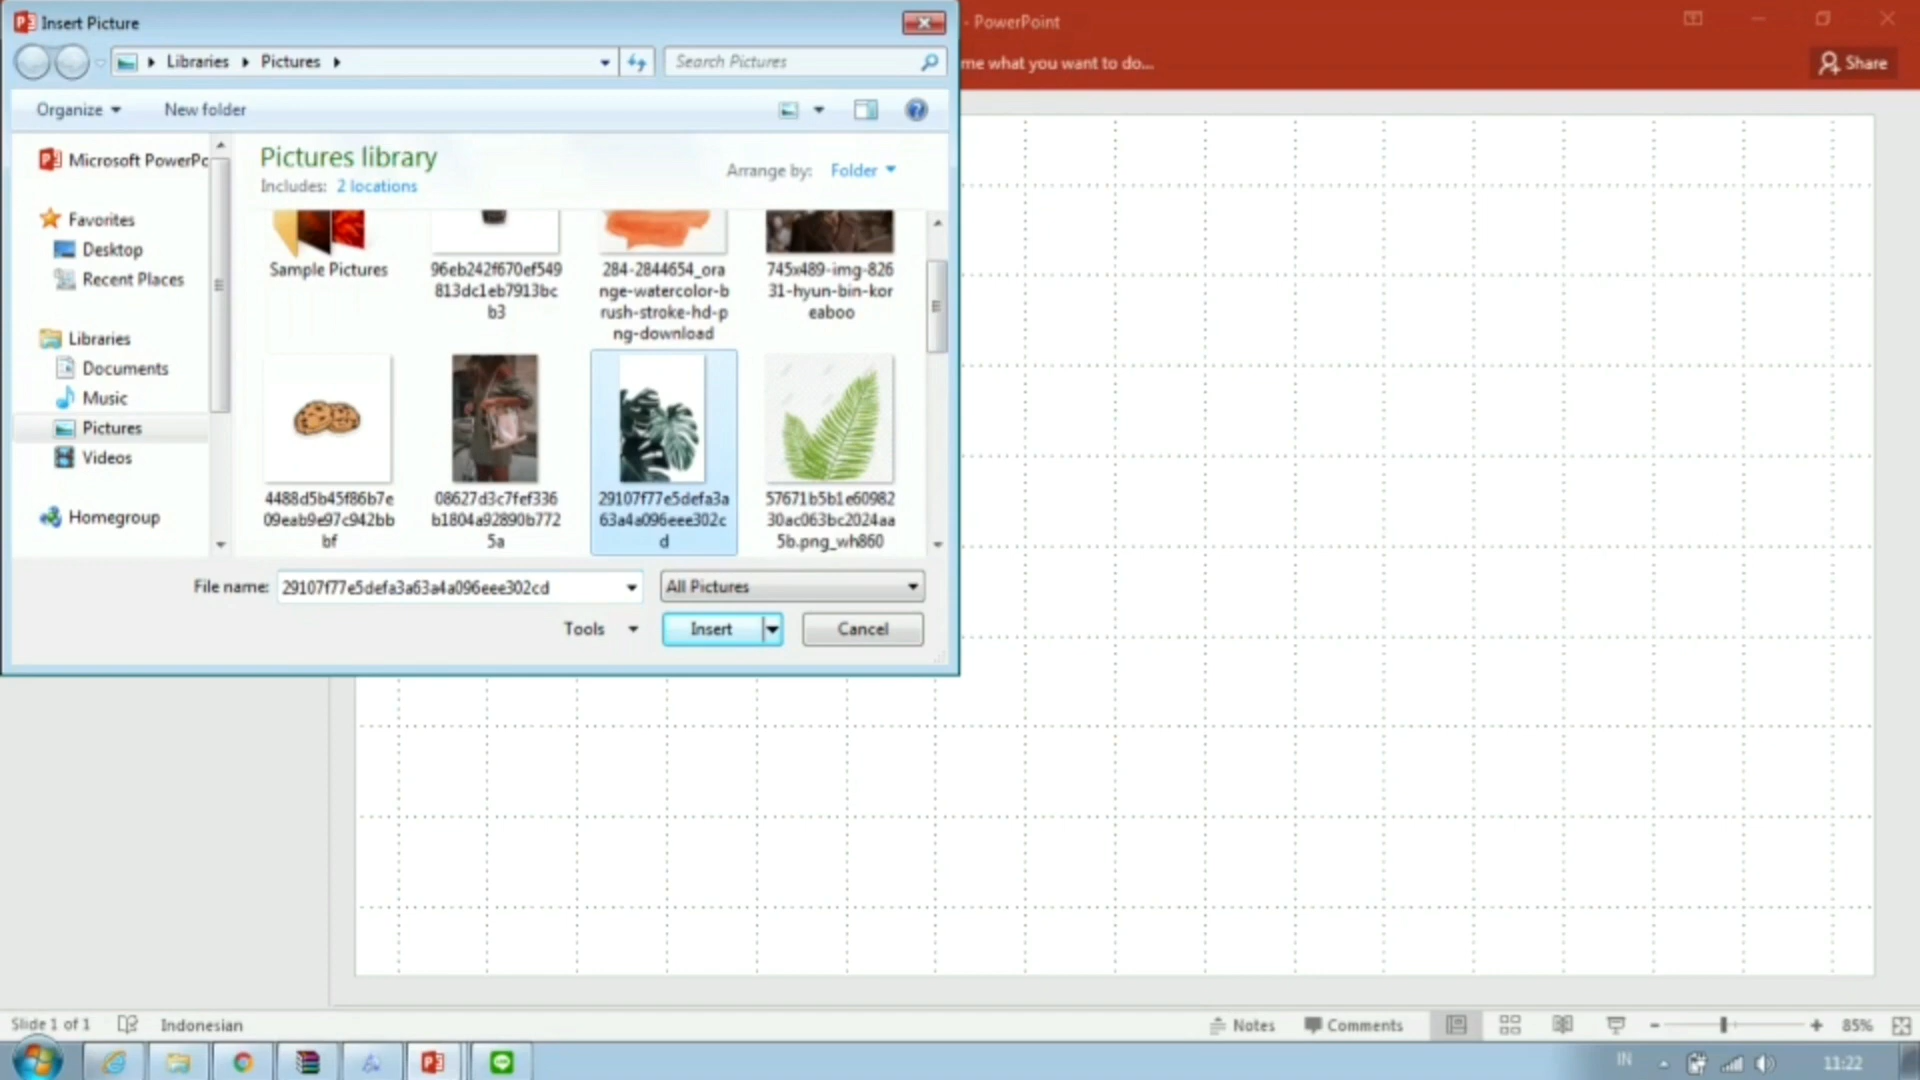 Insert Picture
- PowerPoint
Libraries
Pictures
Search Pictures
me what you want to do...
Share
Organize
New folder
Microsoft PowerPo
Pictures library
Includes: 2 locations
Arrange by: Folder
Favorites
Desktop
Recent Places
Libraries
Documents
Music
Pictures
Videos
Homegroup
Sample Pictures
96eb242f670ef549
813dc1eb7913bc
b3
284-2844654_ora
nge-watercolor-b
rush-stroke-hd-p
ng-download
745x489-img-826
31-hyun-bin-kor
eaboo
4488d5b45f86b7e
09eab9e97c942bb
bf
08627d3c7fef336
b1804a92890b772
5a
29107f77e5defa3a
63a4a096eee302c
d
57671b5b1e60982
30ac063bc2024aa
5b.png_wh860
File name: 29107f77e5defa3a63a4a096eee302cd
All Pictures
Tools
Insert
Cancel
Slide 1 of 1
Indonesian
Notes
Comments
85%
IN
11:22